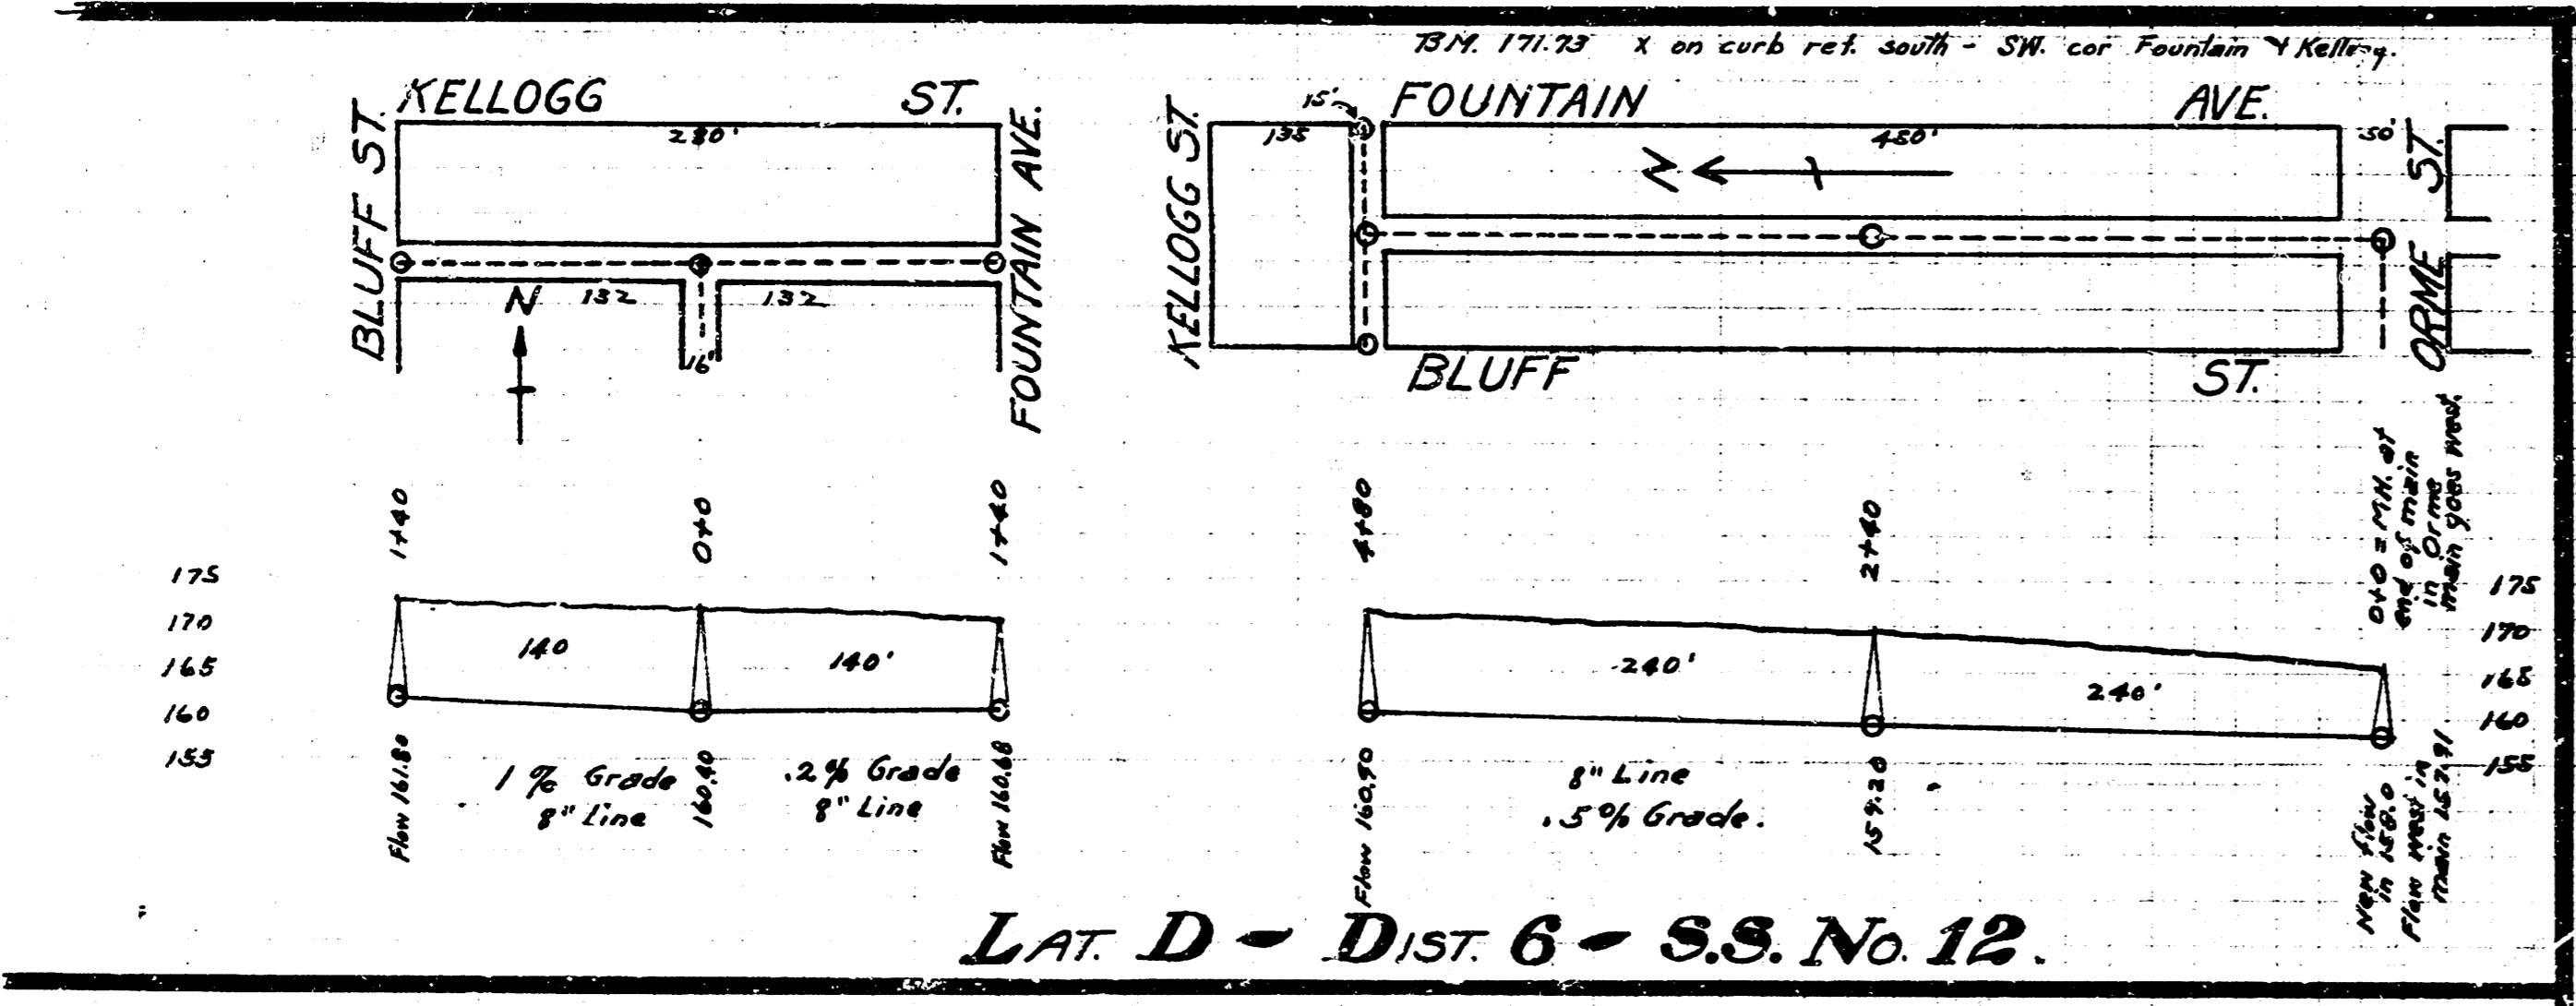 B.M. 171.73 X on curb ret. south - SW. cor Fountain & Kellogg.
KELLOGG ST.
280'
BLUFF ST.
FOUNTAIN AVE.
132
132
N
16'
15'
FOUNTAIN AVE.
KELLOGG ST.
135
480'
30'
N
ORME ST.
BLUFF ST.
1+40
0+0
1+40
4+80
2+40
0+0 = M.H. at
end of main
in Orme
main goes west.
175
170
165
160
155
140
140'
240'
240'
175
170
165
160
155
Flow 161.80
1% Grade
8" Line
160.40
.2% Grade
8" Line
Flow 160.68
Flow 160.40
8" Line
.5% Grade.
159.20
New flow
in 158.0
Flow west in
main 157.91
LAT. D - DIST. 6 - S.S. No. 12.